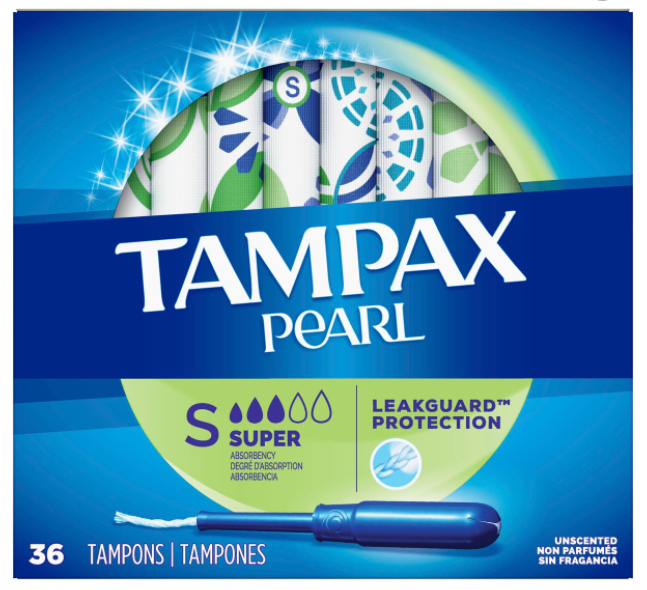 S
TAMPAX
PEARL
S
SUPER
ABSORBENCY
DEGRÉ D'ABSORPTION
ABSORBENCIA
LEAKGUARD™
PROTECTION
36 TAMPONS | TAMPONES
UNSCENTED
NON PARFUMÉS
SIN FRAGANCIA